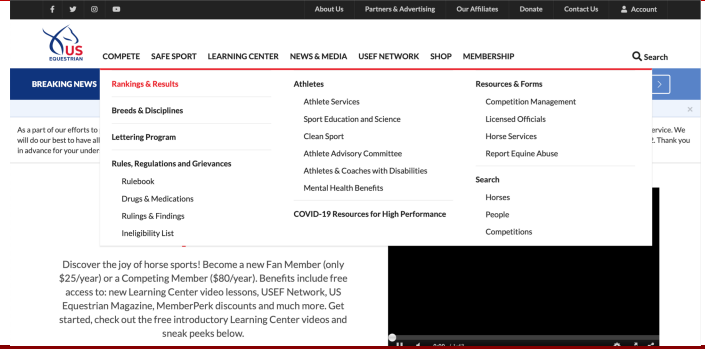 About Us Partners & Advertising Our Affiliates Donate Contact Us Account
US
EQUESTRIAN
COMPETE SAFE SPORT LEARNING CENTER NEWS & MEDIA USEF NETWORK SHOP MEMBERSHIP Search
BREAKING NEWS
Rankings & Results
Breeds & Disciplines
Lettering Program
Rules, Regulations and Grievances
Rulebook
Drugs & Medications
Rulings & Findings
Ineligibility List
Athletes
Athlete Services
Sport Education and Science
Clean Sport
Athlete Advisory Committee
Athletes & Coaches with Disabilities
Mental Health Benefits
COVID-19 Resources for High Performance
Resources & Forms
Competition Management
Licensed Officials
Horse Services
Report Equine Abuse
Search
Horses
People
Competitions
As a part of our efforts to
will do our best to have all
in advance for your under
ervice. We
2. Thank you
Discover the joy of horse sports! Become a new Fan Member (only
$25/year) or a Competing Member ($80/year). Benefits include free
access to: new Learning Center video lessons, USEF Network, US
Equestrian Magazine, MemberPerk discounts and much more. Get
started, check out the free introductory Learning Center videos and
sneak peeks below.